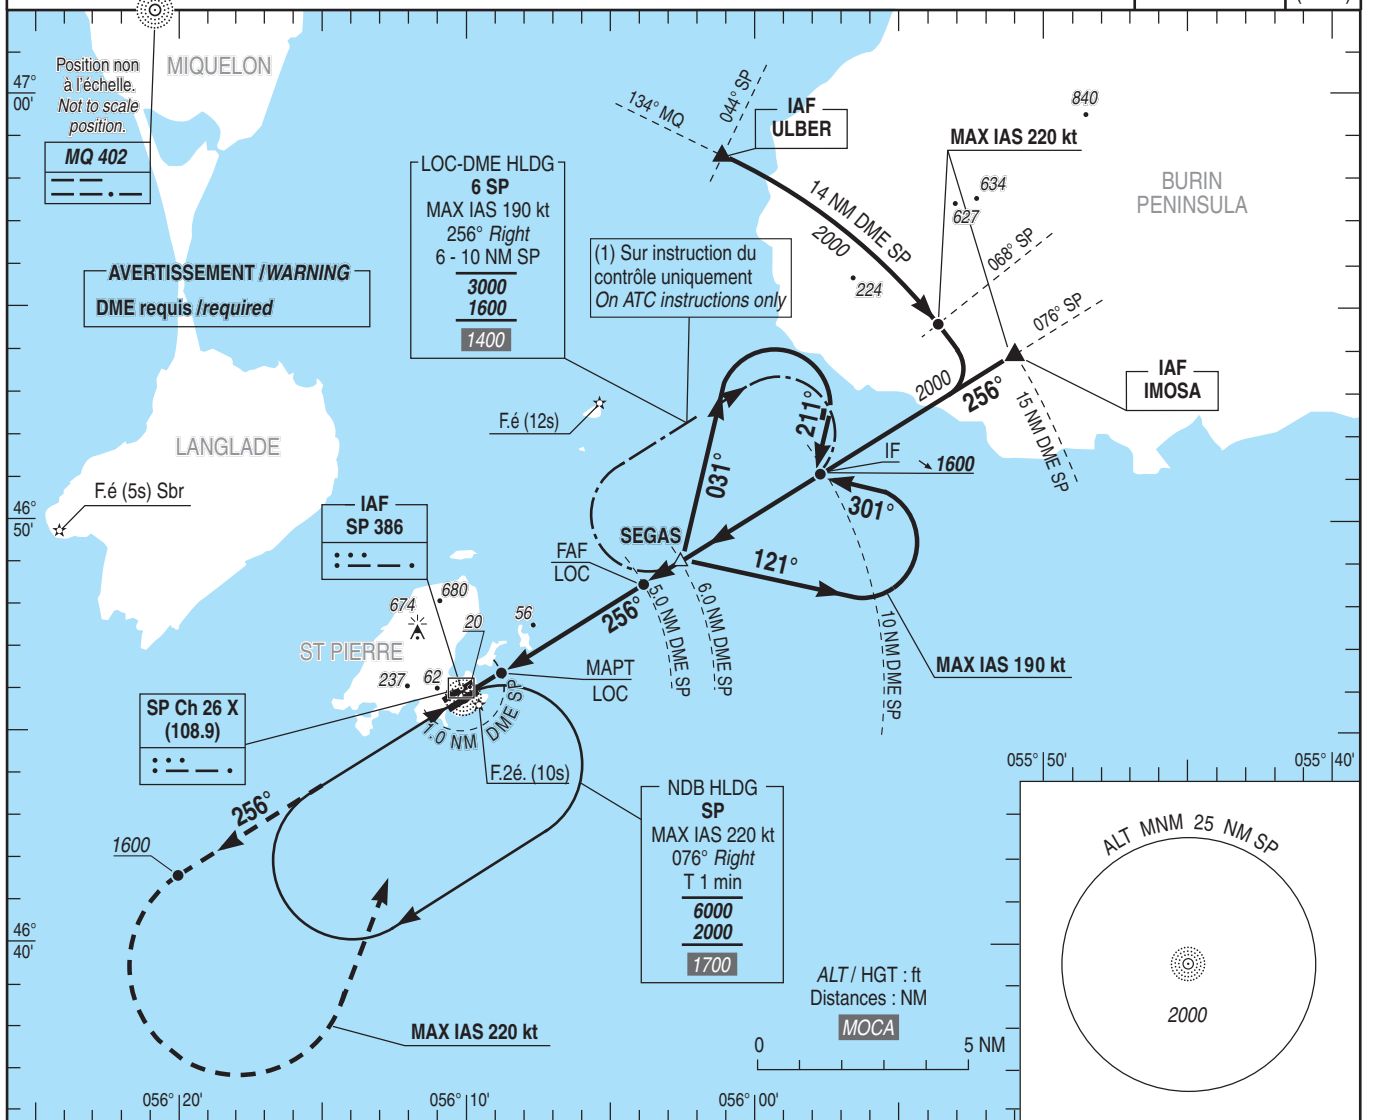 MIQUELON
Position non
à l'échelle.
Not to scale
position.
MQ 402
47°
00'
134° MQ
044° SP
IAF
ULBER
840
MAX IAS 220 kt
634
627
BURIN
PENINSULA
LOC-DME HLDG
6 SP
MAX IAS 190 kt
256° Right
6 - 10 NM SP
3000
1600
1400
14 NM DME SP
2000
224
068° SP
076° SP
(1) Sur instruction du
contrôle uniquement
On ATC instructions only
AVERTISSEMENT /WARNING
DME requis /required
2000
256°
IAF
IMOSA
15 NM DME SP
F.é (12s)
211°
LANGLADE
031°
IF
1600
F.é (5s) Sbr
301°
46°
50'
IAF
SP 386
SEGAS
FAF
LOC
121°
5.0 NM DME SP
6.0 NM DME SP
10 NM DME SP
680
674
20
56
256°
ST PIERRE
MAPT
LOC
MAX IAS 190 kt
237
62
SP Ch 26 X
(108.9)
1.0 NM DME SP
F.2é. (10s)
055° 50'
055° 40'
256°
1600
NDB HLDG
SP
MAX IAS 220 kt
076° Right
T 1 min
6000
2000
1700
ALT MNM 25 NM SP
2000
46°
40'
ALT / HGT : ft
Distances : NM
MOCA
MAX IAS 220 kt
0
5 NM
056° 20'
056° 10'
056° 00'